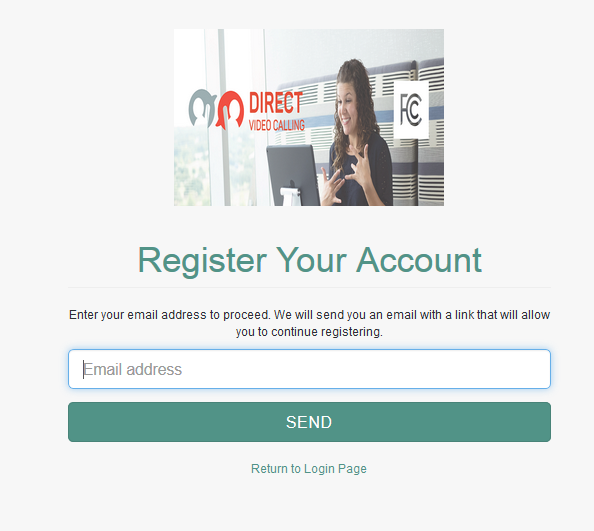 DIRECT
VIDEO CALLING
FCC
Register Your Account
Enter your email address to proceed. We will send you an email with a link that will allow
you to continue registering.
Email address
SEND
Return to Login Page